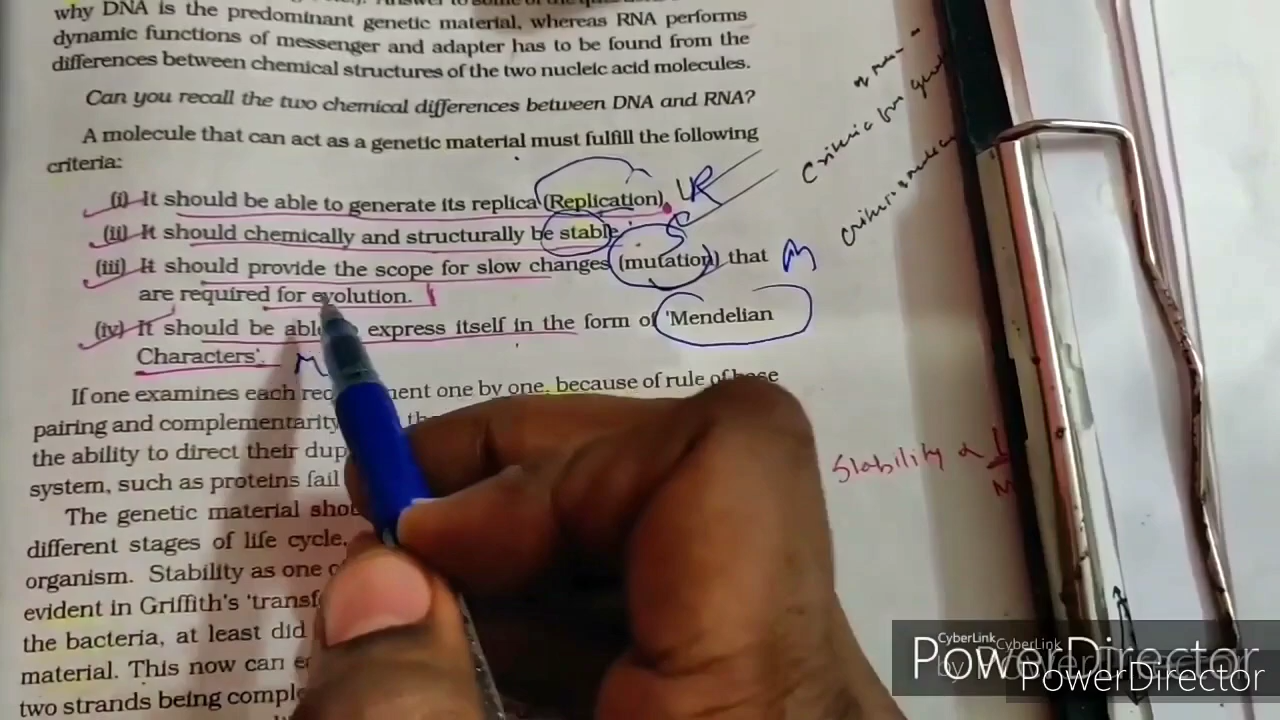 why DNA is the predominant genetic material, whereas RNA performs
dynamic functions of messenger and adapter has to be found from the
differences between chemical structures of the two nucleic acid molecules.
Can you recall the two chemical differences between DNA and RNA?
A molecule that can act as a genetic material must fulfill the following
criteria:
(i) It should be able to generate its replica (Replication).
(ii) It should chemically and structurally be stable.
(iii) It should provide the scope for slow changes (mutation) that
are required for evolution.
(iv) It should be able express itself in the form of 'Mendelian
Characters'.
If one examines each one by one, because of rule of base
pairing and complementarity
the ability to direct their
system, such as proteins fail
The genetic material
different stages of life cycle,
organism. Stability as one
evident in Griffith's
the bacteria, at least did
material. This now can
two strands being
R
M
Criteria for
Stability α 1
CyberLink
PowerDirector
by
CyberLink
PowerDirector